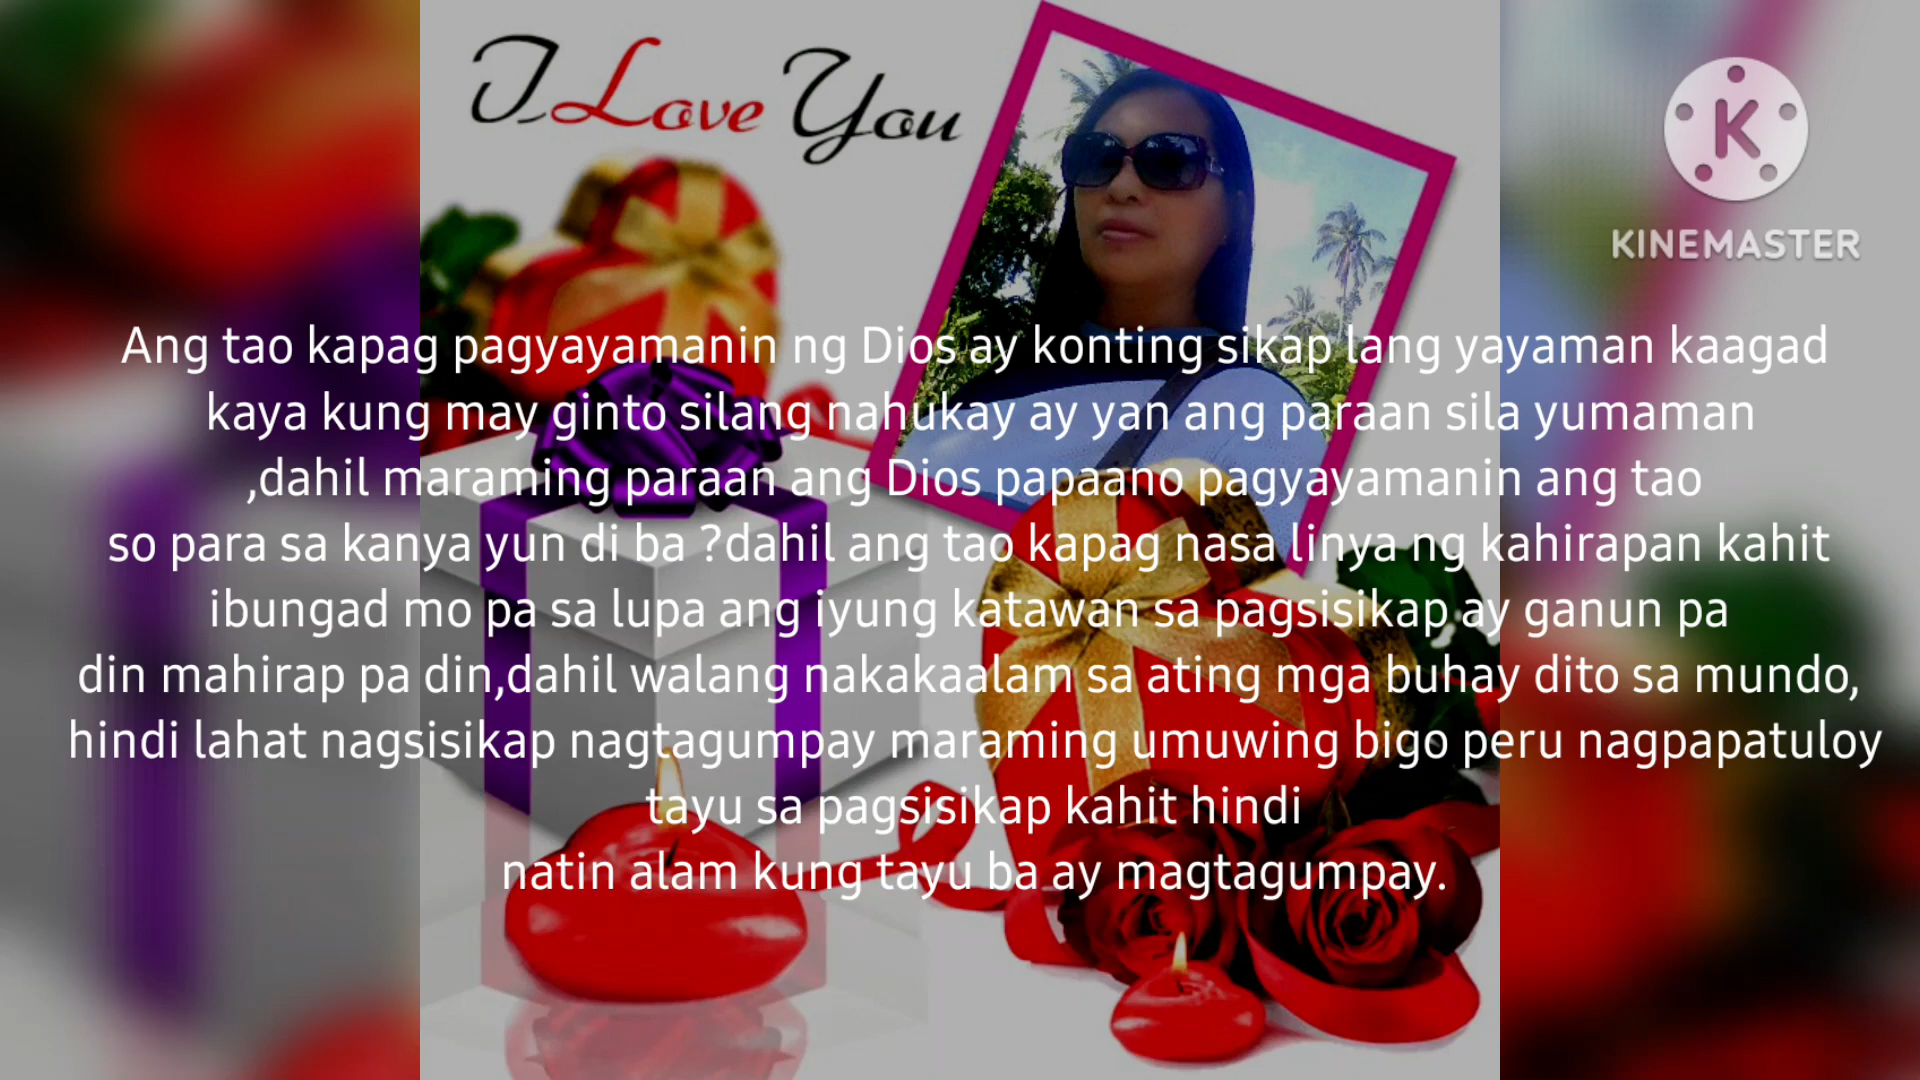 I Love You
K
KINEMASTER
Ang tao kapag pagyayamanin ng Dios ay konting sikap lang yayaman kaagad
kaya kung may ginto silang nahukay ay yan ang paraan sila yumaman
,dahil maraming paraan ang Dios papaano pagyayamanin ang tao
so para sa kanya yun di ba ?dahil ang tao kapag nasa linya ng kahirapan kahit
ibungad mo pa sa lupa ang iyung katawan sa pagsisikap ay ganun pa
din mahirap pa din,dahil walang nakakaalam sa ating mga buhay dito sa mundo,
hindi lahat nagsisikap nagtagumpay maraming umuwing bigo peru nagpapatuloy
tayu sa pagsisikap kahit hindi
natin alam kung tayu ba ay magtagumpay.